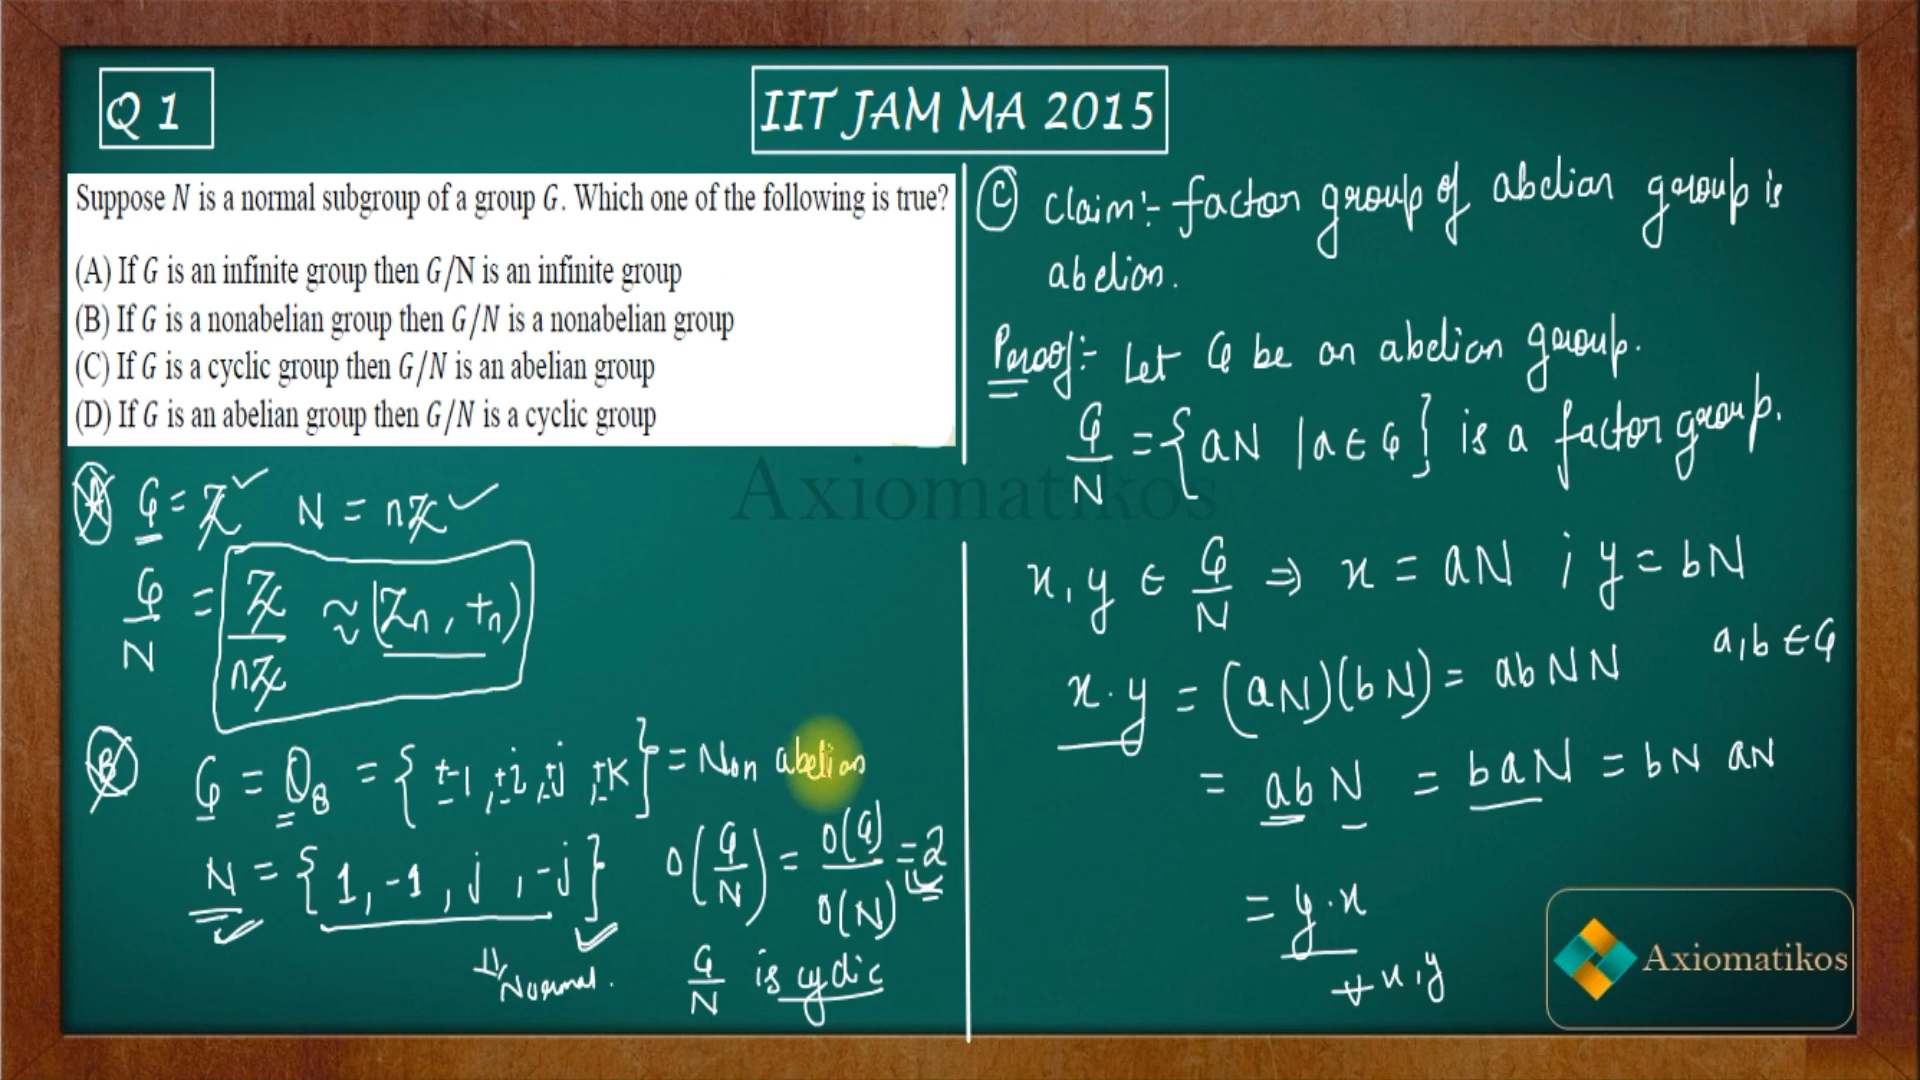 Q 1
IIT JAM MA 2015
Suppose N is a normal subgroup of a group G. Which one of the following is true?
(A) If G is an infinite group then G/N is an infinite group
(B) If G is a nonabelian group then G/N is a nonabelian group
(C) If G is a cyclic group then G/N is an abelian group
(D) If G is an abelian group then G/N is a cyclic group
(A) G = ℤ ✓ N = nℤ ✓
G/N = ℤ/nℤ ≈ (ℤn, +n)
(B) G = Q8 = {±1, ±i, ±j, ±k} = Non abelian
N = {1, -1, j, -j} O(G/N) = O(G)/O(N) = 2
Normal.
G/N is cyclic
(C) Claim:- factor group of abelian group is
abelian.
Proof:- Let G be an abelian group.
G/N = {aN | a ∈ G} is a factor group.
x, y ∈ G/N ⇒ x = aN ; y = bN
a, b ∈ G
x · y = (aN)(bN) = abNN
= abN = baN = bN aN
= y · x
∀ x, y
Axiomatikos
Axiomatikos